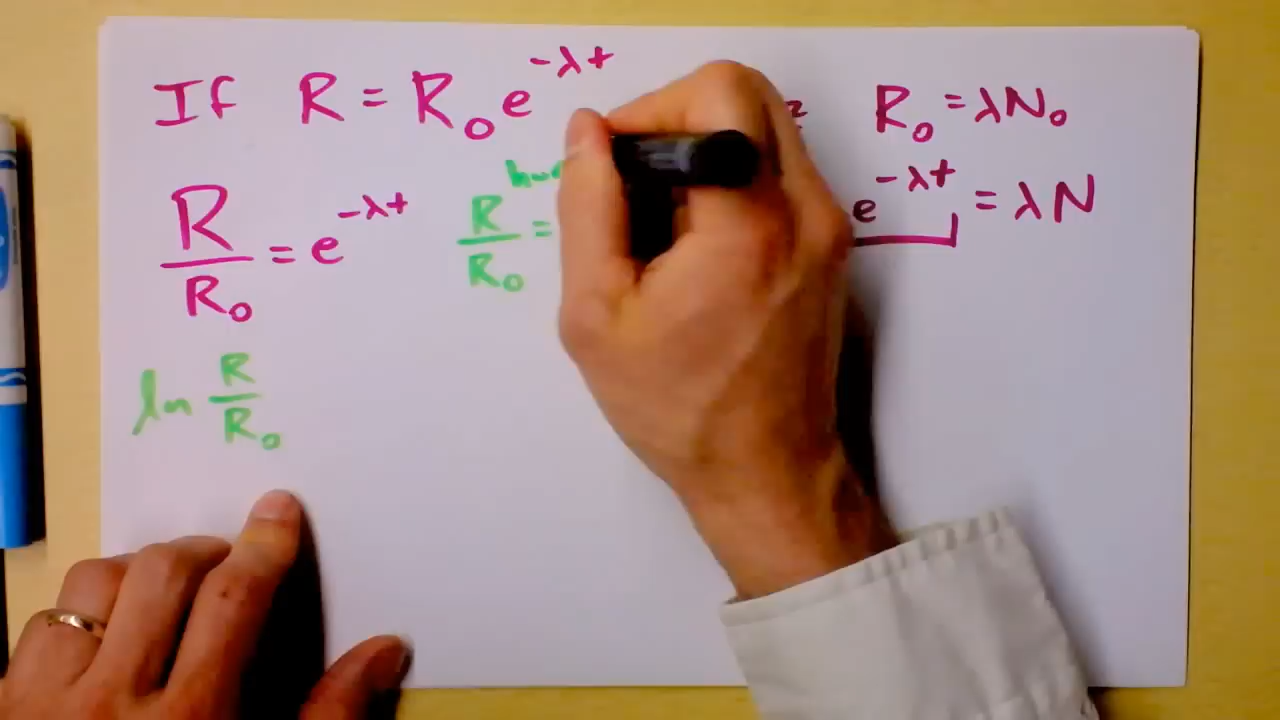 If R = R₀e^(-λt) R₀ = λN₀
R/R₀ = e^(-λt) R/R₀ = e^(-λt) = λN
ln R/R₀